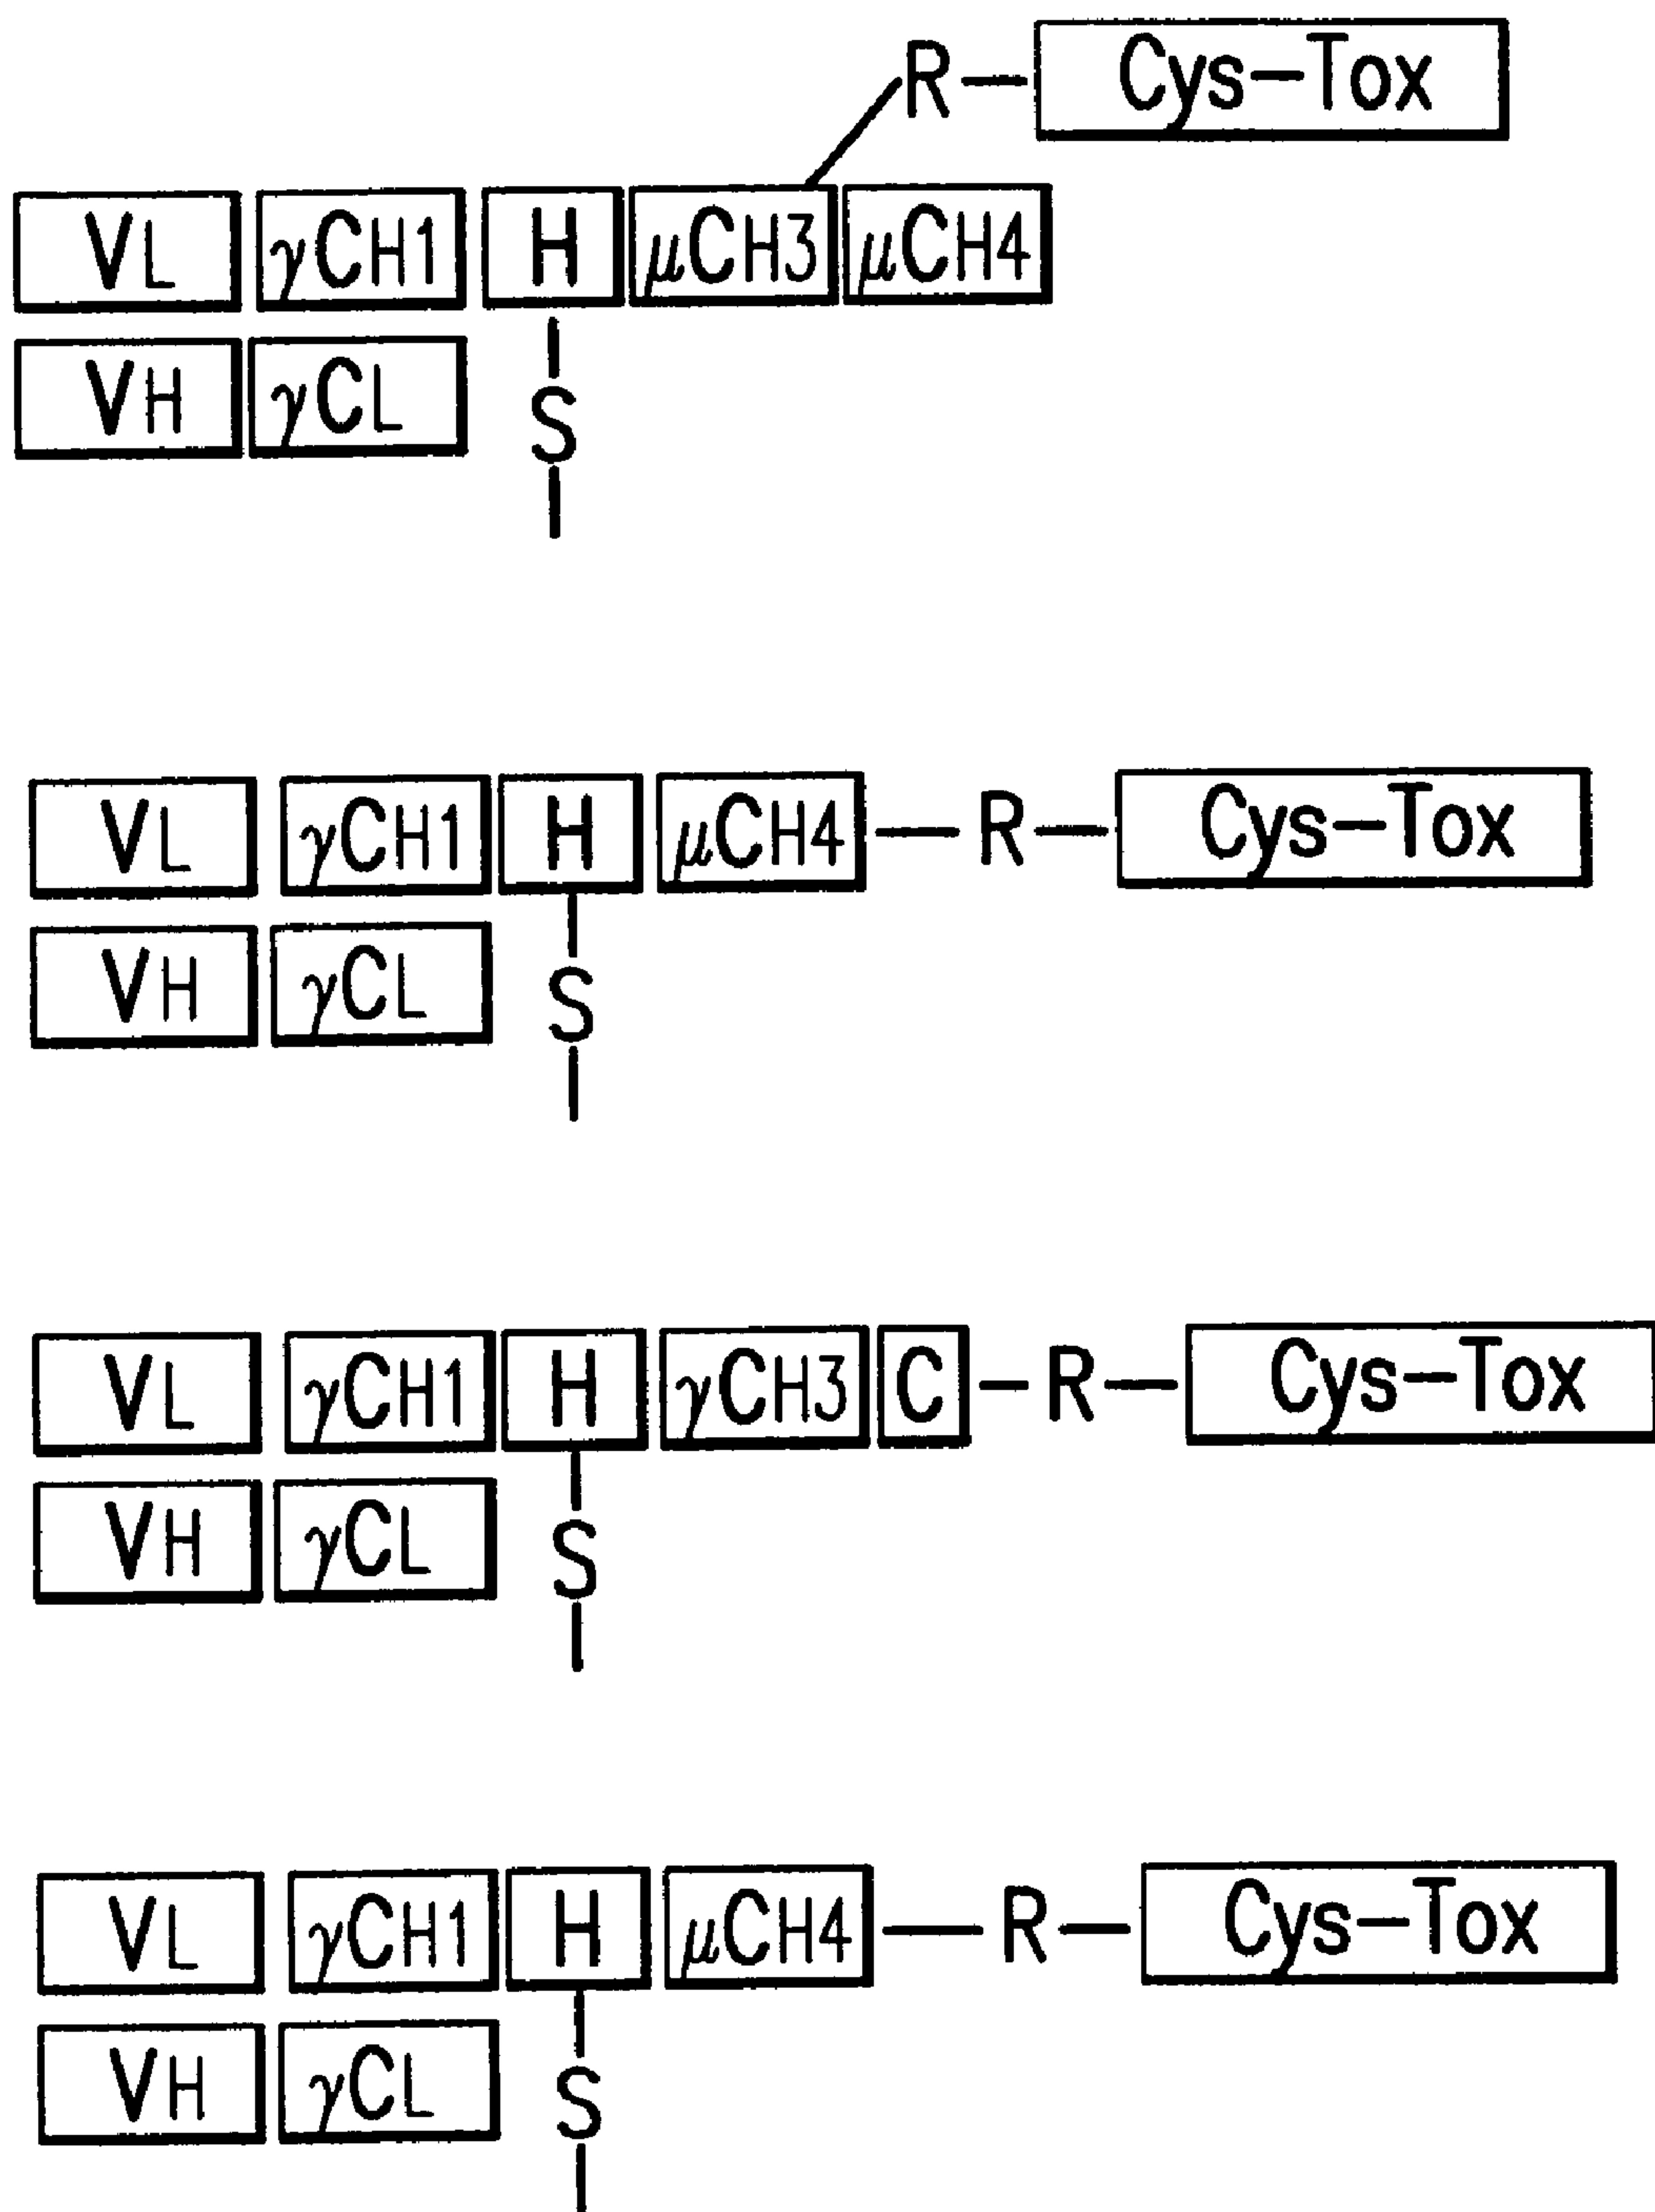 R — Cys-Tox
VL γCH1 H μCH3 μCH4
VH γCL S
VL γCH1 H μCH4 — R — Cys-Tox
VH γCL S
VL γCH1 H γCH3 C — R — Cys-Tox
VH γCL S
VL γCH1 H μCH4 — R — Cys-Tox
VH γCL S